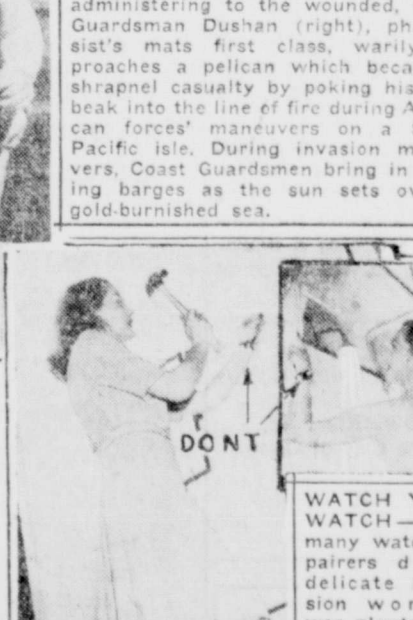 administering to the wounded,
Guardsman Dushan (right), ph
sist's mats first class, warily
proaches a pelican which beca
shrapnel casualty by poking his
beak into the line of fire during A
can forces' maneuvers on a
Pacific isle. During invasion m
vers, Coast Guardsmen bring in
ing barges as the sun sets ov
gold-burnished sea.
DONT
WATCH Y
WATCH—
many wat
pairers d
delicate
sion wor